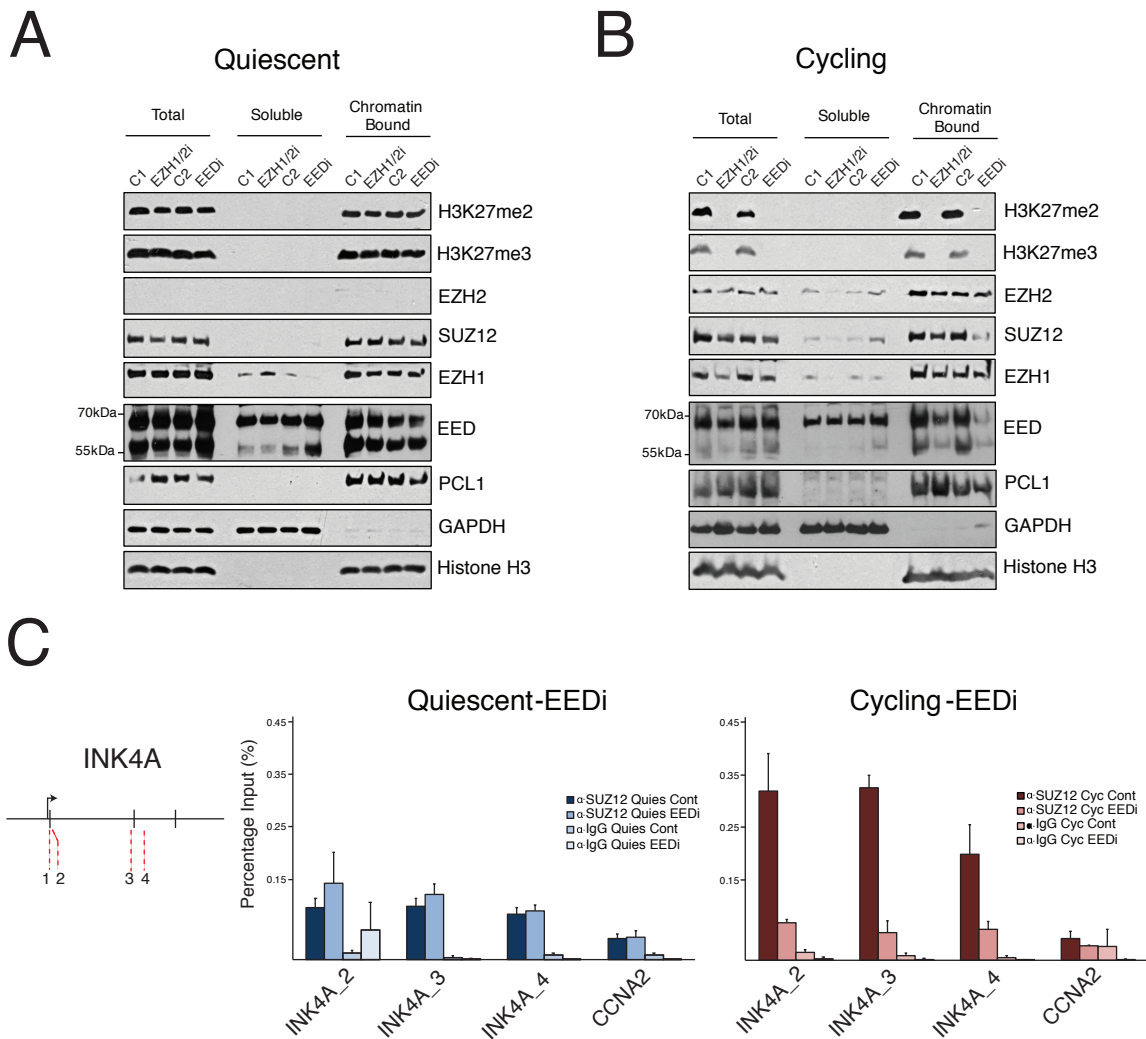 A
Quiescent
Total Soluble Chromatin Bound
C1 EZH1/2i C2 EEDi C1 EZH1/2i C2 EEDi C1 EZH1/2i C2 EEDi
H3K27me2
H3K27me3
EZH2
SUZ12
EZH1
70kDa
EED
55kDa
PCL1
GAPDH
Histone H3
B
Cycling
Total Soluble Chromatin Bound
C1 EZH1/2i C2 EEDi C1 EZH1/2i C2 EEDi C1 EZH1/2i C2 EEDi
H3K27me2
H3K27me3
EZH2
SUZ12
EZH1
70kDa
EED
55kDa
PCL1
GAPDH
Histone H3
C
INK4A
1 2 3 4
Quiescent-EEDi
Percentage Input (%)
0.45
0.35
0.25
0.15
α-SUZ12 Quies Cont
α-SUZ12 Quies EEDi
α-IgG Quies Cont
α-IgG Quies EEDi
INK4A_2 INK4A_3 INK4A_4 CCNA2
Cycling-EEDi
0.45
0.35
0.25
0.15
α-SUZ12 Cyc Cont
α-SUZ12 Cyc EEDi
α-IgG Cyc Cont
α-IgG Cyc EEDi
INK4A_2 INK4A_3 INK4A_4 CCNA2